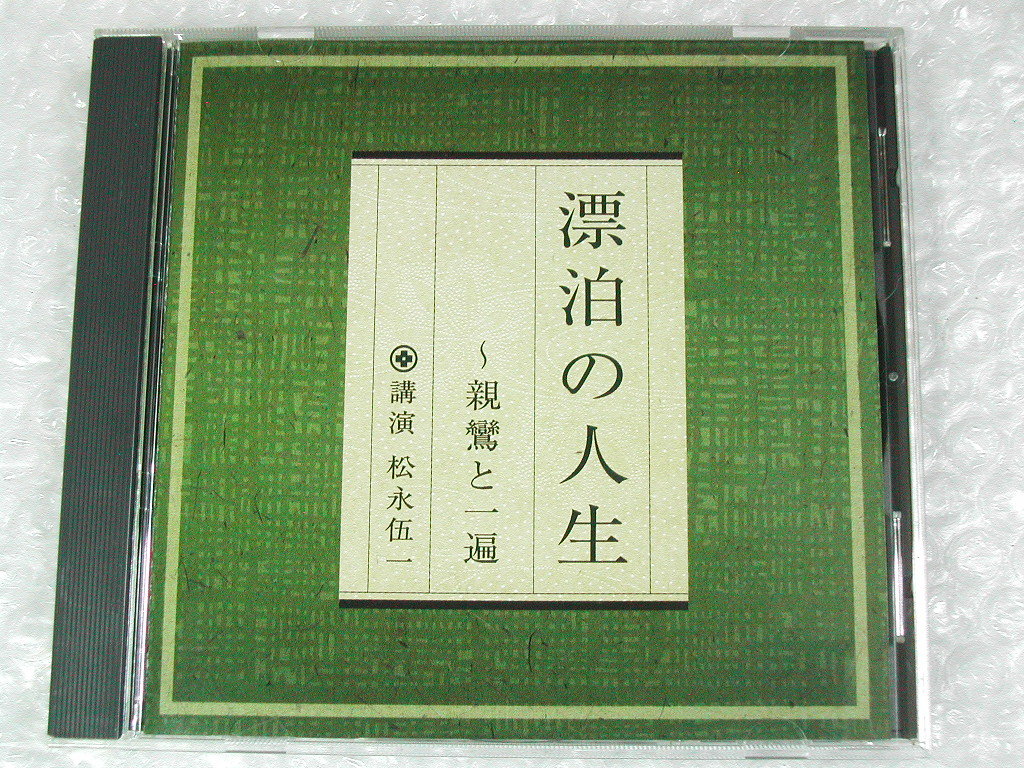 漂泊の人生
～親鸞と一遍
講演 松永伍一